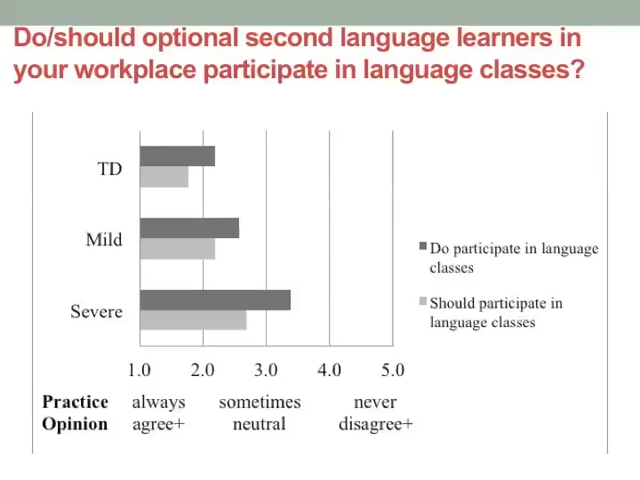 Do/should optional second language learners in
your workplace participate in language classes?
TD
Mild
Severe
Do participate in language
classes
Should participate in
language classes
1.0 2.0 3.0 4.0 5.0
Practice always sometimes never
Opinion agree+ neutral disagree+